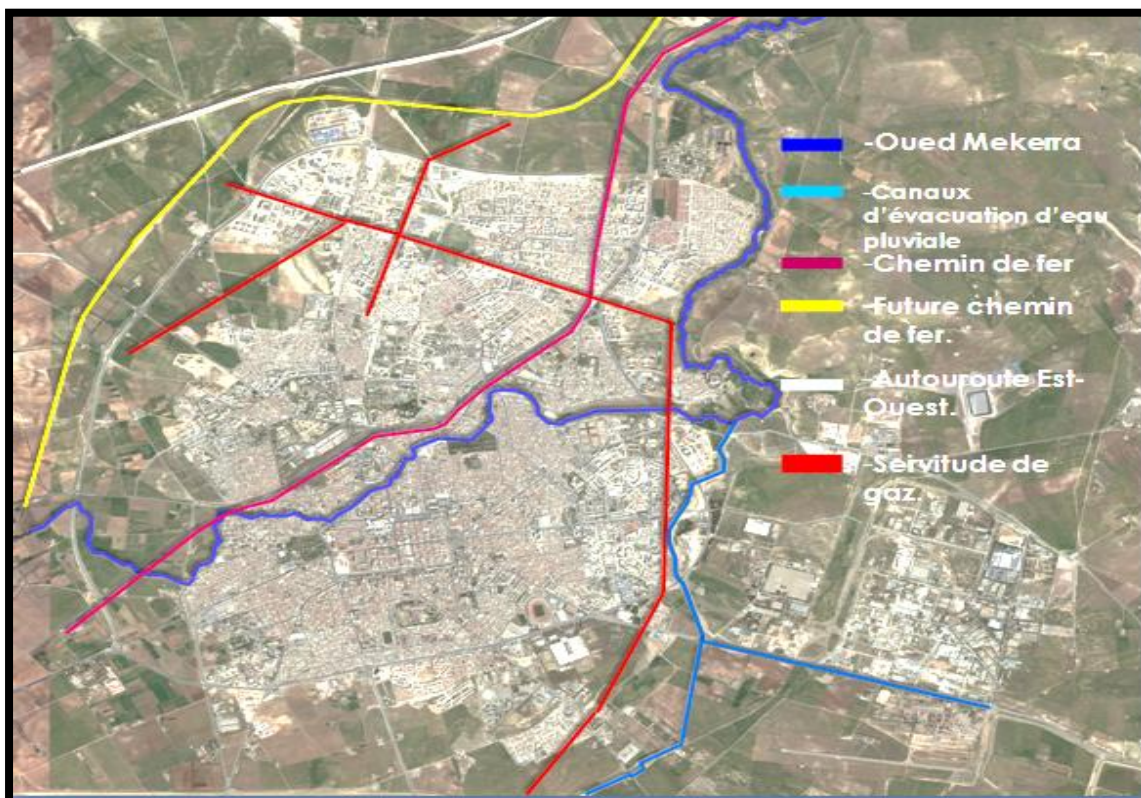 -Oued Mekerra
-Canaux
d'évacuation d'eau
pluviale
-Chemin de fer
-Future chemin
de fer.
-Autouroute Est-
Ouest.
-Servitude de
gaz.